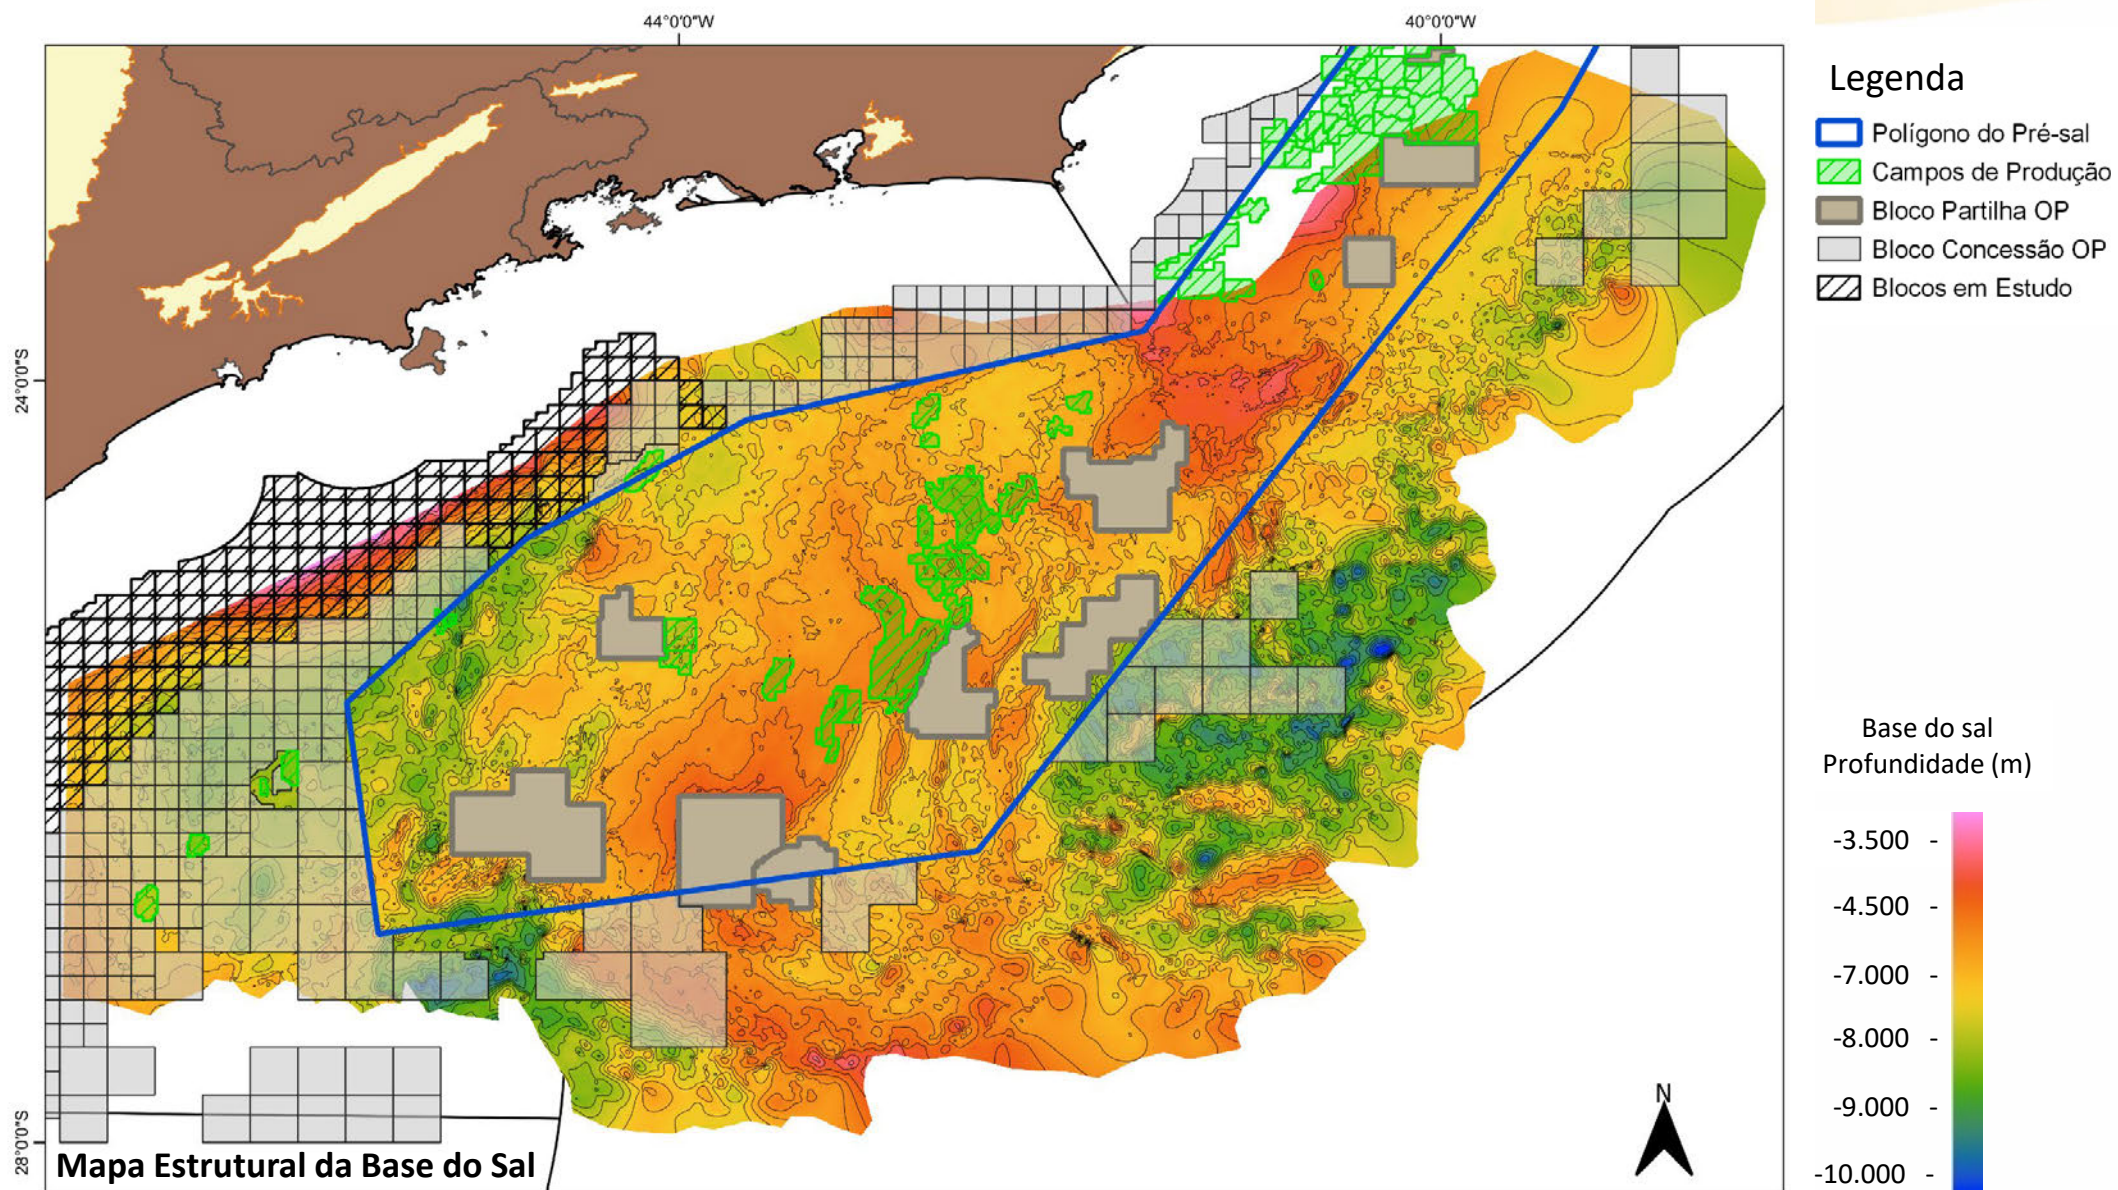 44°0'0"W
40°0'0"W
24°0'0"S
28°0'0"S
Legenda
Polígono do Pré-sal
Campos de Produção
Bloco Partilha OP
Bloco Concessão OP
Blocos em Estudo
Base do sal
Profundidade (m)
-3.500 -
-4.500 -
-7.000 -
-8.000 -
-9.000 -
-10.000 -
N
Mapa Estrutural da Base do Sal